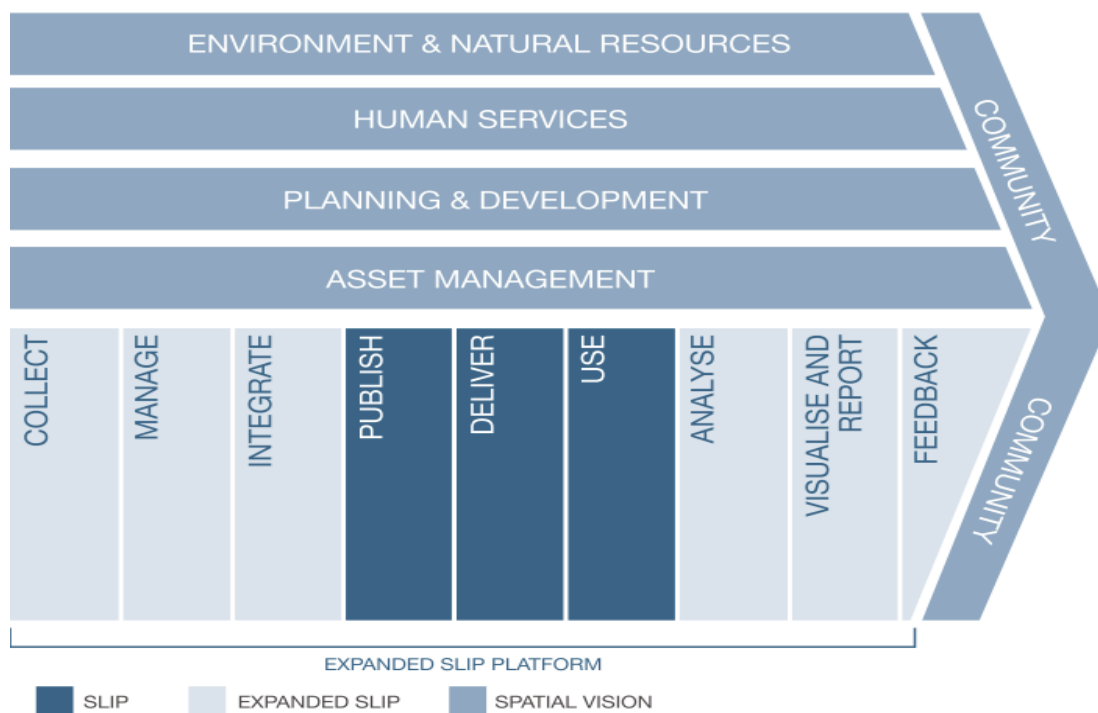 ENVIRONMENT & NATURAL RESOURCES
HUMAN SERVICES
PLANNING & DEVELOPMENT
ASSET MANAGEMENT
COMMUNITY
COLLECT
MANAGE
INTEGRATE
PUBLISH
DELIVER
USE
ANALYSE
VISUALISE AND
REPORT
FEEDBACK
COMMUNITY
EXPANDED SLIP PLATFORM
SLIP
EXPANDED SLIP
SPATIAL VISION